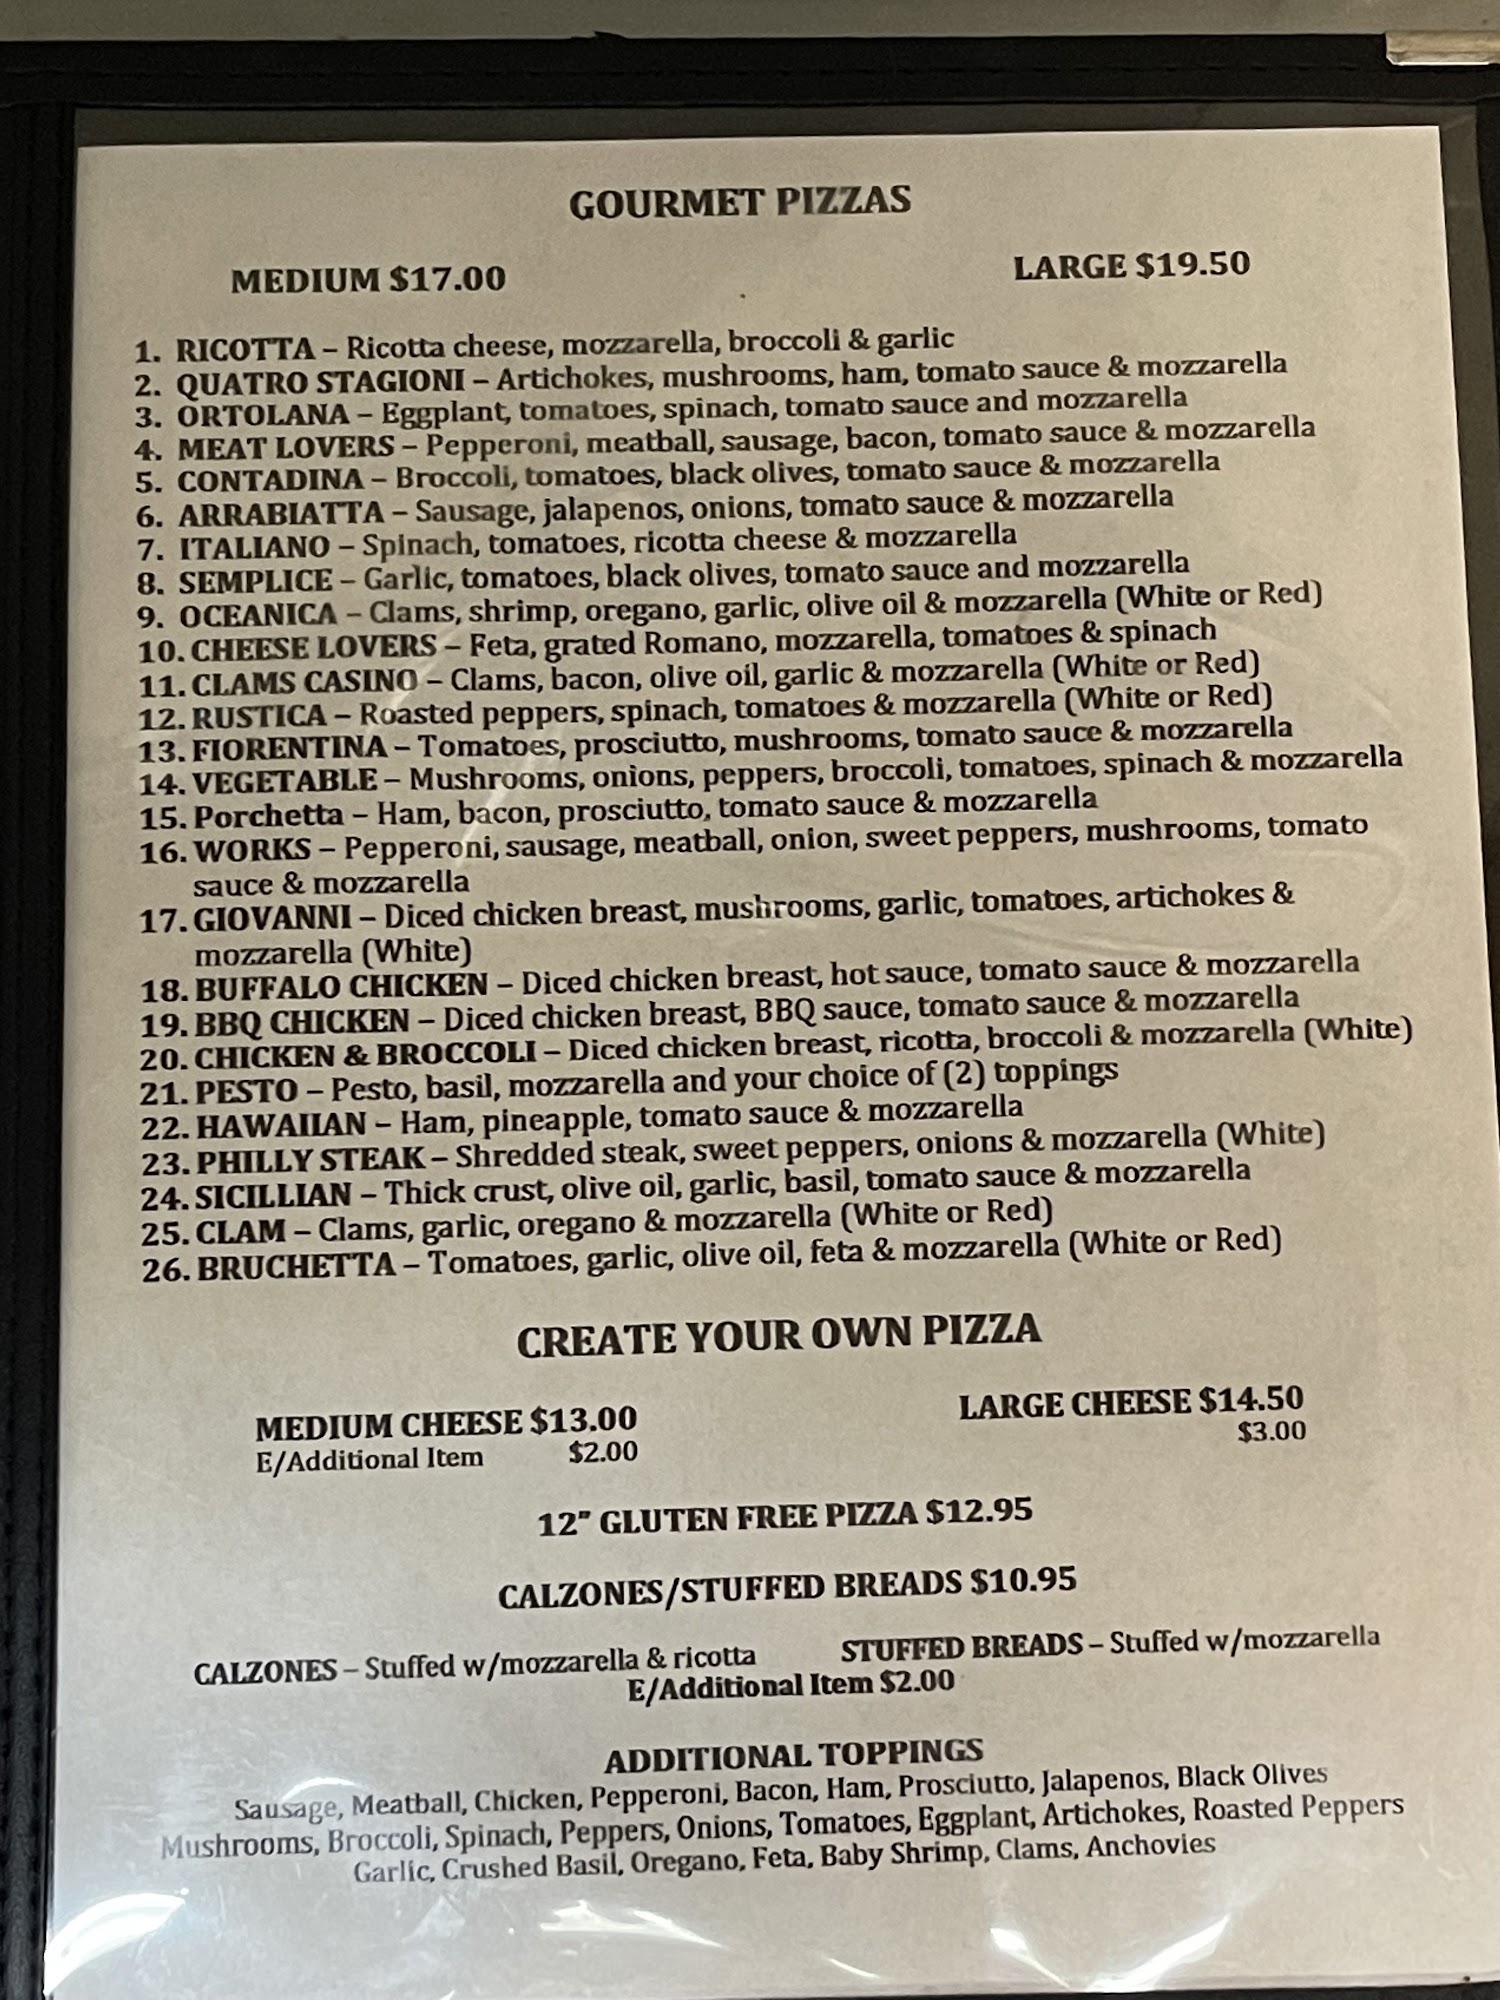 GOURMET PIZZAS
MEDIUM $17.00 LARGE $19.50
1. RICOTTA – Ricotta cheese, mozzarella, broccoli & garlic
2. QUATRO STAGIONI – Artichokes, mushrooms, ham, tomato sauce & mozzarella
3. ORTOLANA – Eggplant, tomatoes, spinach, tomato sauce and mozzarella
4. MEAT LOVERS – Pepperoni, meatball, sausage, bacon, tomato sauce & mozzarella
5. CONTADINA – Broccoli, tomatoes, black olives, tomato sauce & mozzarella
6. ARRABIATTA – Sausage, jalapenos, onions, tomato sauce & mozzarella
7. ITALIANO – Spinach, tomatoes, ricotta cheese & mozzarella
8. SEMPLICE – Garlic, tomatoes, black olives, tomato sauce and mozzarella
9. OCEANICA – Clams, shrimp, oregano, garlic, olive oil & mozzarella (White or Red)
10. CHEESE LOVERS – Feta, grated Romano, mozzarella, tomatoes & spinach
11. CLAMS CASINO – Clams, bacon, olive oil, garlic & mozzarella (White or Red)
12. RUSTICA – Roasted peppers, spinach, tomatoes & mozzarella (White or Red)
13. FIORENTINA – Tomatoes, prosciutto, mushrooms, tomato sauce & mozzarella
14. VEGETABLE – Mushrooms, onions, peppers, broccoli, tomatoes, spinach & mozzarella
15. Porchetta – Ham, bacon, prosciutto, tomato sauce & mozzarella
16. WORKS – Pepperoni, sausage, meatball, onion, sweet peppers, mushrooms, tomato
sauce & mozzarella
17. GIOVANNI – Diced chicken breast, mushrooms, garlic, tomatoes, artichokes &
mozzarella (White)
18. BUFFALO CHICKEN – Diced chicken breast, hot sauce, tomato sauce & mozzarella
19. BBQ CHICKEN – Diced chicken breast, BBQ sauce, tomato sauce & mozzarella
20. CHICKEN & BROCCOLI – Diced chicken breast, ricotta, broccoli & mozzarella (White)
21. PESTO – Pesto, basil, mozzarella and your choice of (2) toppings
22. HAWAIIAN – Ham, pineapple, tomato sauce & mozzarella
23. PHILLY STEAK – Shredded steak, sweet peppers, onions & mozzarella (White)
24. SICILLIAN – Thick crust, olive oil, garlic, basil, tomato sauce & mozzarella
25. CLAM – Clams, garlic, oregano & mozzarella (White or Red)
26. BRUCHETTA – Tomatoes, garlic, olive oil, feta & mozzarella (White or Red)
CREATE YOUR OWN PIZZA
MEDIUM CHEESE $13.00 LARGE CHEESE $14.50
E/Additional Item $2.00 $3.00
12" GLUTEN FREE PIZZA $12.95
CALZONES/STUFFED BREADS $10.95
CALZONES – Stuffed w/mozzarella & ricotta STUFFED BREADS – Stuffed w/mozzarella
E/Additional Item $2.00
ADDITIONAL TOPPINGS
Sausage, Meatball, Chicken, Pepperoni, Bacon, Ham, Prosciutto, Jalapenos, Black Olives
Mushrooms, Broccoli, Spinach, Peppers, Onions, Tomatoes, Eggplant, Artichokes, Roasted Peppers
Garlic, Crushed Basil, Oregano, Feta, Baby Shrimp, Clams, Anchovies